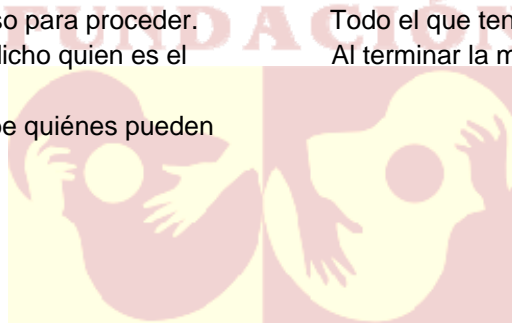 FUNDACIÓN
so para proceder.
dicho quien es el
e quiénes pueden
Todo el que ten
Al terminar la m